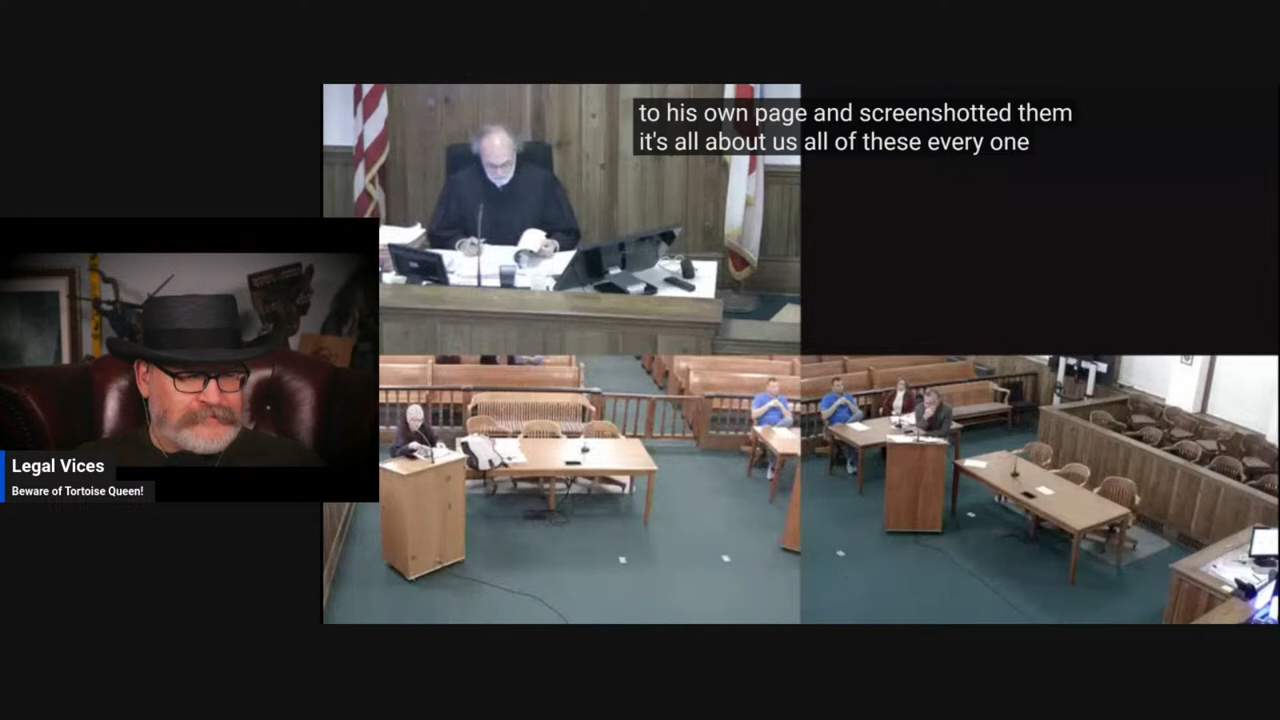 to his own page and screenshotted them
it's all about us all of these every one
Legal Vices
Beware of Tortoise Queen!